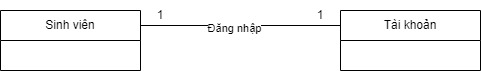 Sinh viên
1
Đăng nhập
1
Tài khoản